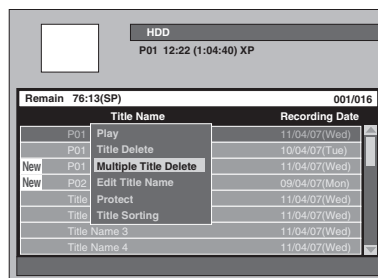 HDD
P01 12:22 (1:04:40) XP
Remain 76:13(SP) 001/016
Title Name Recording Date
P01 Play 11/04/07(Wed)
P01 Title Delete 10/04/07(Tue)
New P01 Multiple Title Delete 11/04/07(Wed)
New P02 Edit Title Name 09/04/07(Mon)
Title Protect 11/04/07(Wed)
Title Title Sorting 11/04/07(Wed)
Title Name 3 11/04/07(Wed)
Title Name 4 11/04/07(Wed)